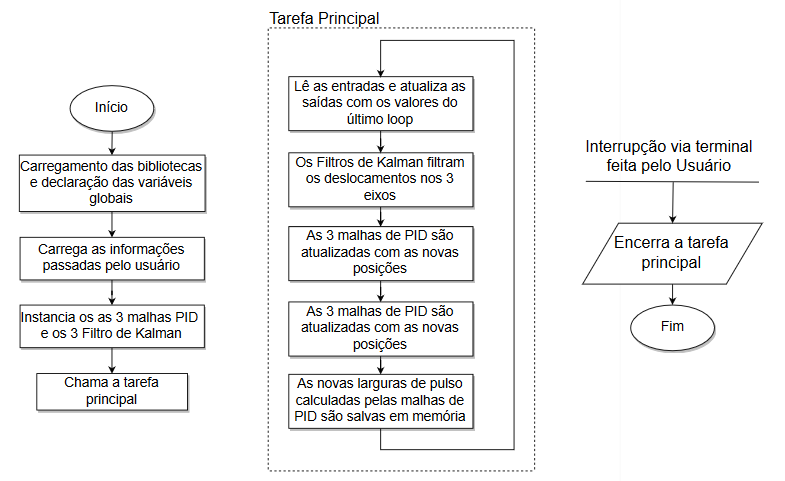 Início
Carregamento das bibliotecas
e declaração das variáveis
globais
Carrega as informações
passadas pelo usuário
Instancia os as 3 malhas PID
e os 3 Filtro de Kalman
Chama a tarefa
principal
Tarefa Principal
Lê as entradas e atualiza as
saídas com os valores do
último loop
Os Filtros de Kalman filtram
os deslocamentos nos 3
eixos
As 3 malhas de PID são
atualizadas com as novas
posições
As 3 malhas de PID são
atualizadas com as novas
posições
As novas larguras de pulso
calculadas pelas malhas de
PID são salvas em memória
Interrupção via terminal
feita pelo Usuário
Encerra a tarefa
principal
Fim